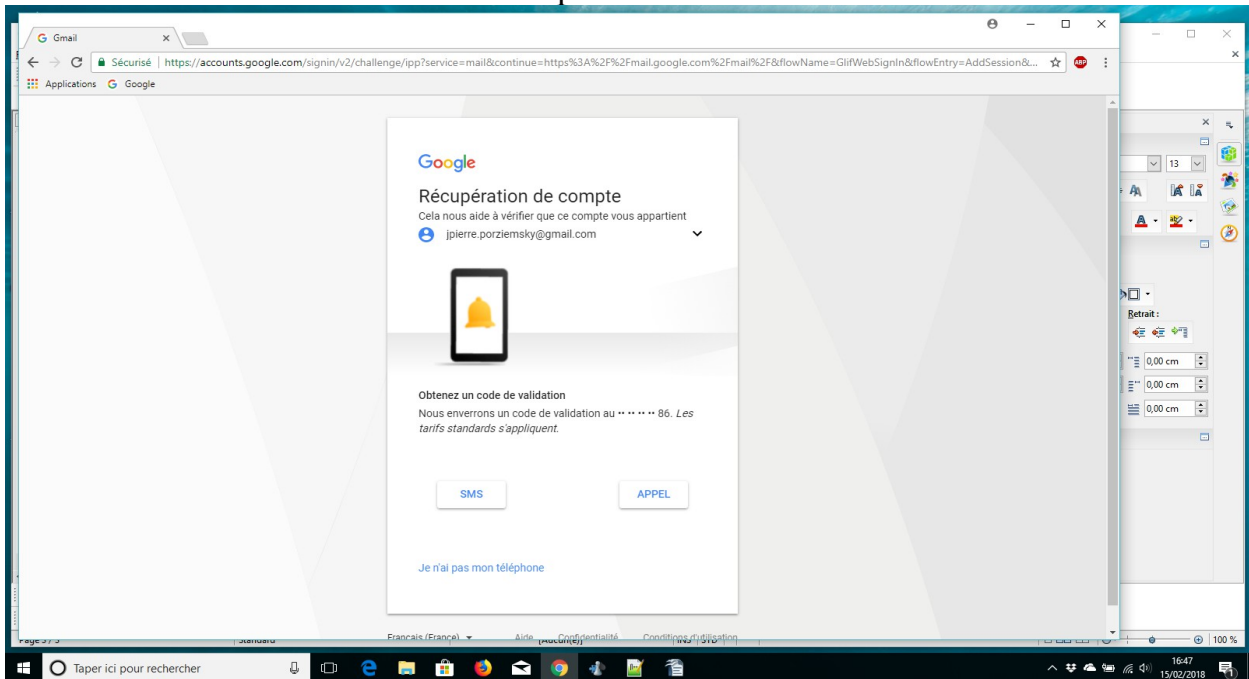 Gmail
Sécurisé | https://accounts.google.com/signin/v2/challenge/ipp?service=mail&continue=https%3A%2F%2Fmail.google.com%2Fmail%2F&flowName=GlifWebSignIn&flowEntry=AddSession&...
ABP
Applications G Google
13
Google
Récupération de compte
Cela nous aide à vérifier que ce compte vous appartient
jpierre.porziemsky@gmail.com
Retrait :
0,00 cm
0,00 cm
0,00 cm
Obtenez un code de validation
Nous enverrons un code de validation au •• •• •• •• 86. Les
tarifs standards s'appliquent.
SMS APPEL
Je n'ai pas mon téléphone
Français (France) Aide Confidentialité Conditions d'utilisation
100 %
Taper ici pour rechercher
16:47
15/02/2018